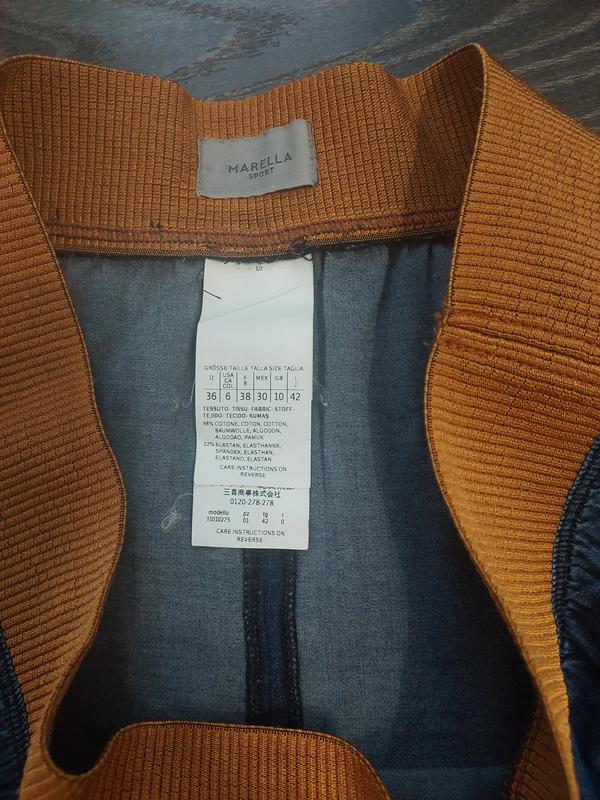 MARELLA
SPORT
1/2
GRÖSSE TAILLE TALLA SIZE TAGLIA
D USA CA COL F B MEX GB I J
36 6 38 30 10 42
TESSUTO-TISSU-FABRIC-STOFF-
TEJIDO-TECIDO-KUMAŞ
98% COTONE, COTON, COTTON,
BAUMWOLLE, ALGODON,
ALGODAO, PAMUK
02% ELASTAN, ELASTHANNE,
SPANDEX, ELASTHAN,
ELASTANO, ELASTAN
CARE INSTRUCTIONS ON
REVERSE
三喜商事株式会社
0120-278-278
modello pz tg r
31010275 01 42 0
CARE INSTRUCTIONS ON
REVERSE